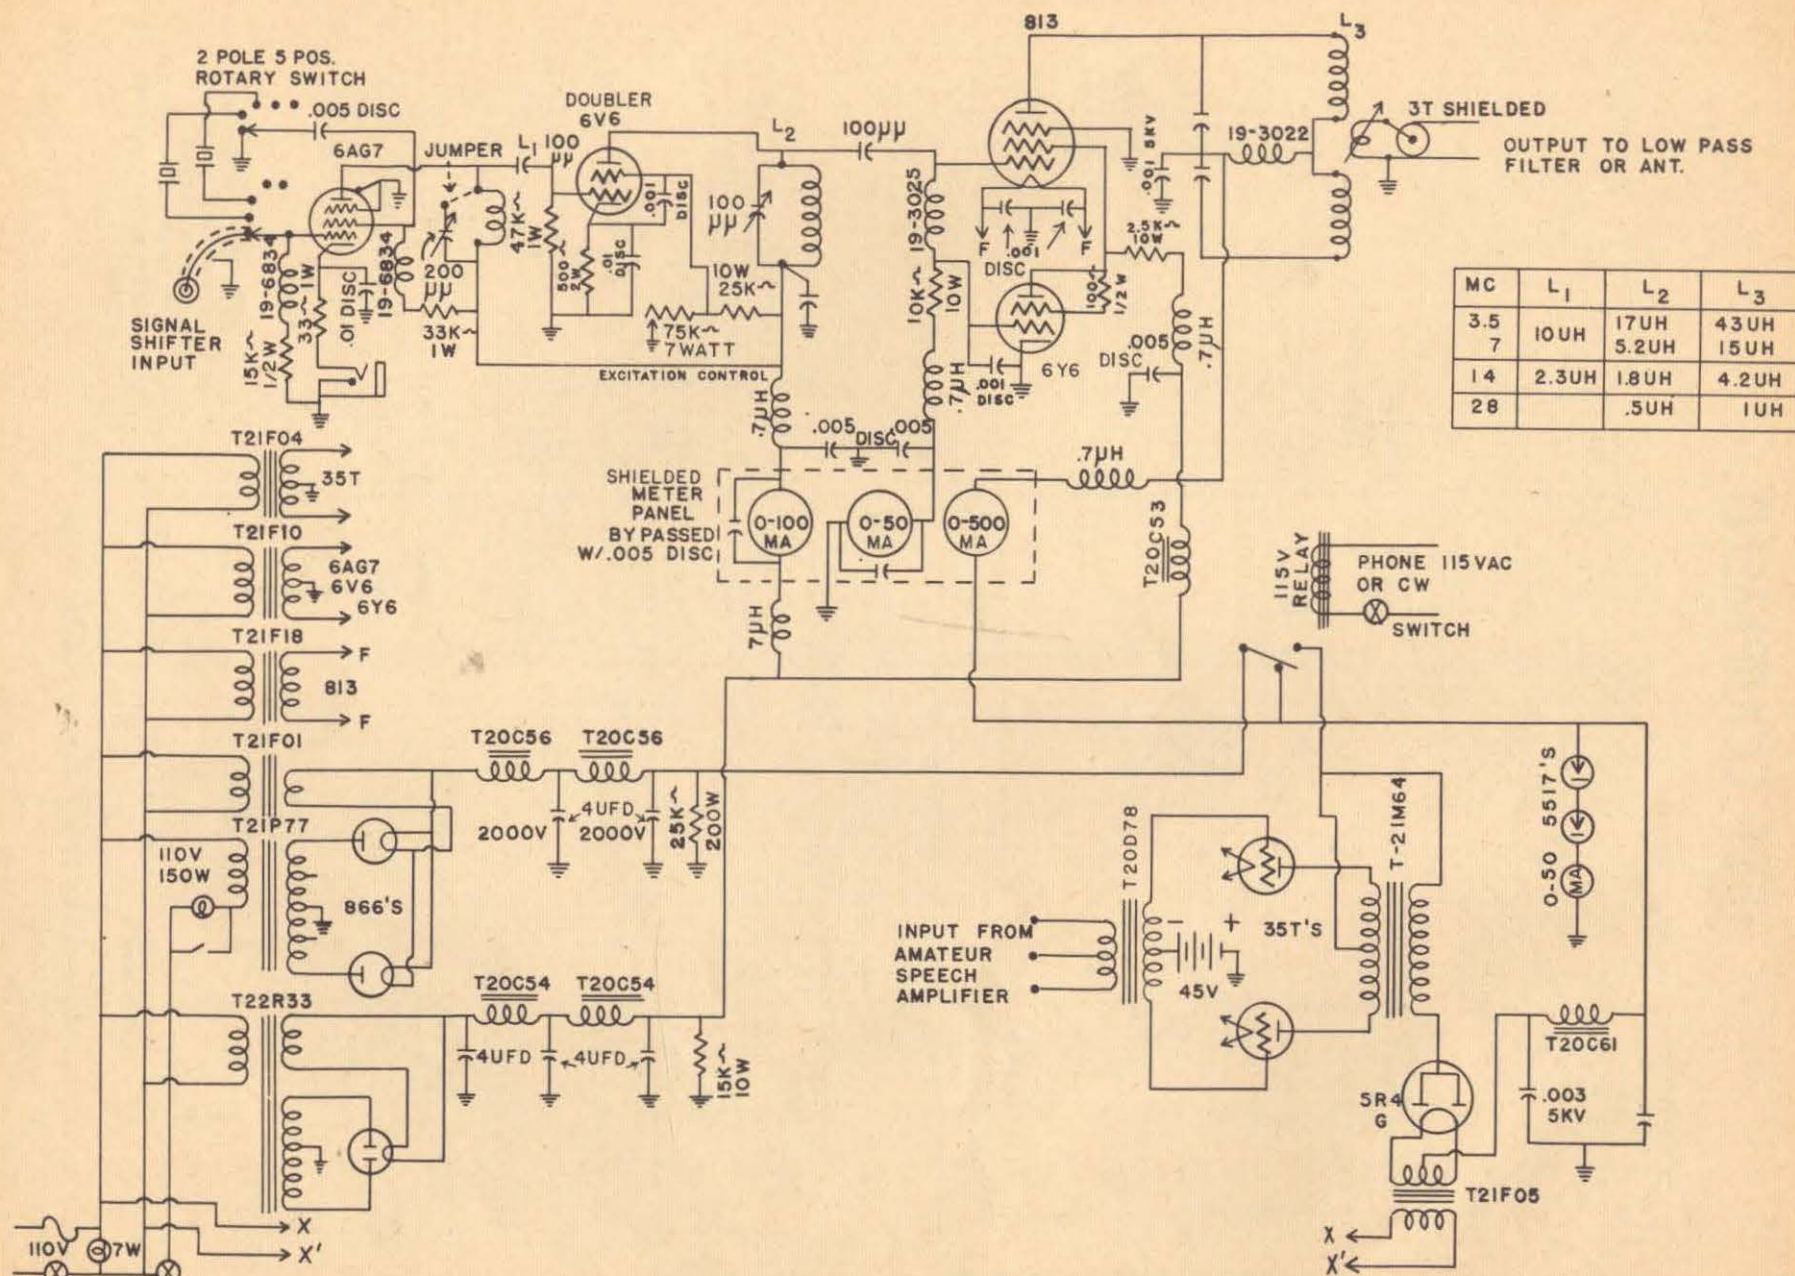 813
L3
2 POLE 5 POS.
ROTARY SWITCH
.005 DISC
6AG7
JUMPER
L1
100
µµ
DOUBLER
6V6
L2
100µµ
.001 5KV
19-3022
3T SHIELDED
OUTPUT TO LOW PASS
FILTER OR ANT.
.001
DISC
100
µµ
19-3025
47K~
1W
500~
2W
.01
DISC
F
.001
F
DISC
2.5K~
10W
SIGNAL
SHIFTER
INPUT
19-6834
33~ 1W
.01 DISC
19-6834
200
µµ
33K~
1W
10W
25K~
75K~
7WATT
10K~
10W
100~
1/2 W
15K~
1/2W
EXCITATION CONTROL
.7µH
.7µH
.001
DISC
6Y6
.005
DISC
.7µH
MC L1 L2 L3
3.5 10UH 17UH 43UH
7 5.2UH 15UH
14 2.3UH 1.8UH 4.2UH
28 .5UH 1UH
T21F04
35T
.005
DISC
.005
.7µH
SHIELDED
METER
PANEL
BY PASSED
W/.005 DISC
0-100
MA
0-50
MA
0-500
MA
T20C53
T21F10
6AG7
6V6
6Y6
115V
RELAY
PHONE 115VAC
OR CW
SWITCH
7µH
T21F18
F
813
F
T21F01
T20C56
T20C56
4UFD
2000V
2000V
25K~
200W
T21P77
110V
150W
866'S
T20D78
T-21M64
0-50 5517'S
MA
INPUT FROM
AMATEUR
SPEECH
AMPLIFIER
-
+
45V
35T'S
T22R33
T20C54
T20C54
4UFD
4UFD
15K~
10W
T20C61
.003
5KV
5R4
G
T21F05
X
X'
110V
7W
X
X'